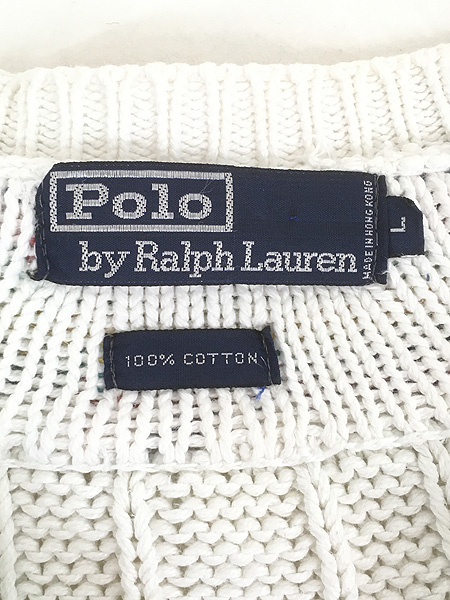 Polo
by Ralph Lauren
MADE IN HONG KONG
L
100% COTTON